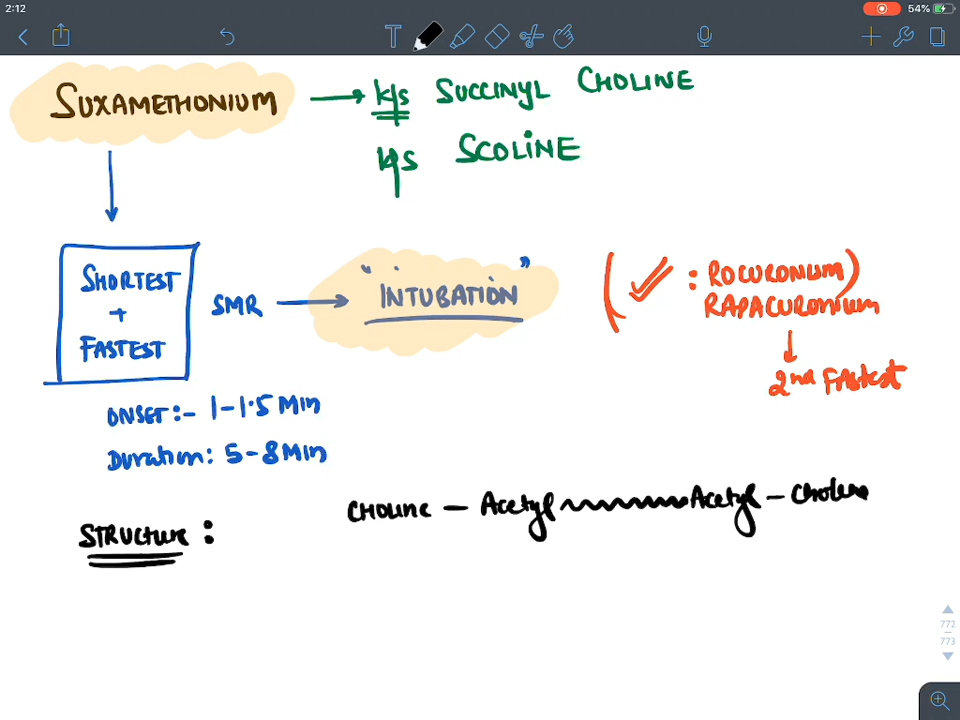 2:12
54%
T
SUXAMETHONIUM
k/s SUCCINYL CHOLINE
k/s SCOLINE
SHORTEST
+
FASTEST
SMR
"INTUBATION"
( : ROCURONIUM)
RAPACURONIUM
2nd FAStest
ONSET :- 1-1.5 Min
Duration: 5-8 Min
STRUCTURE :
CHOLINE - Acetyl Acetyl - Choline
772
773